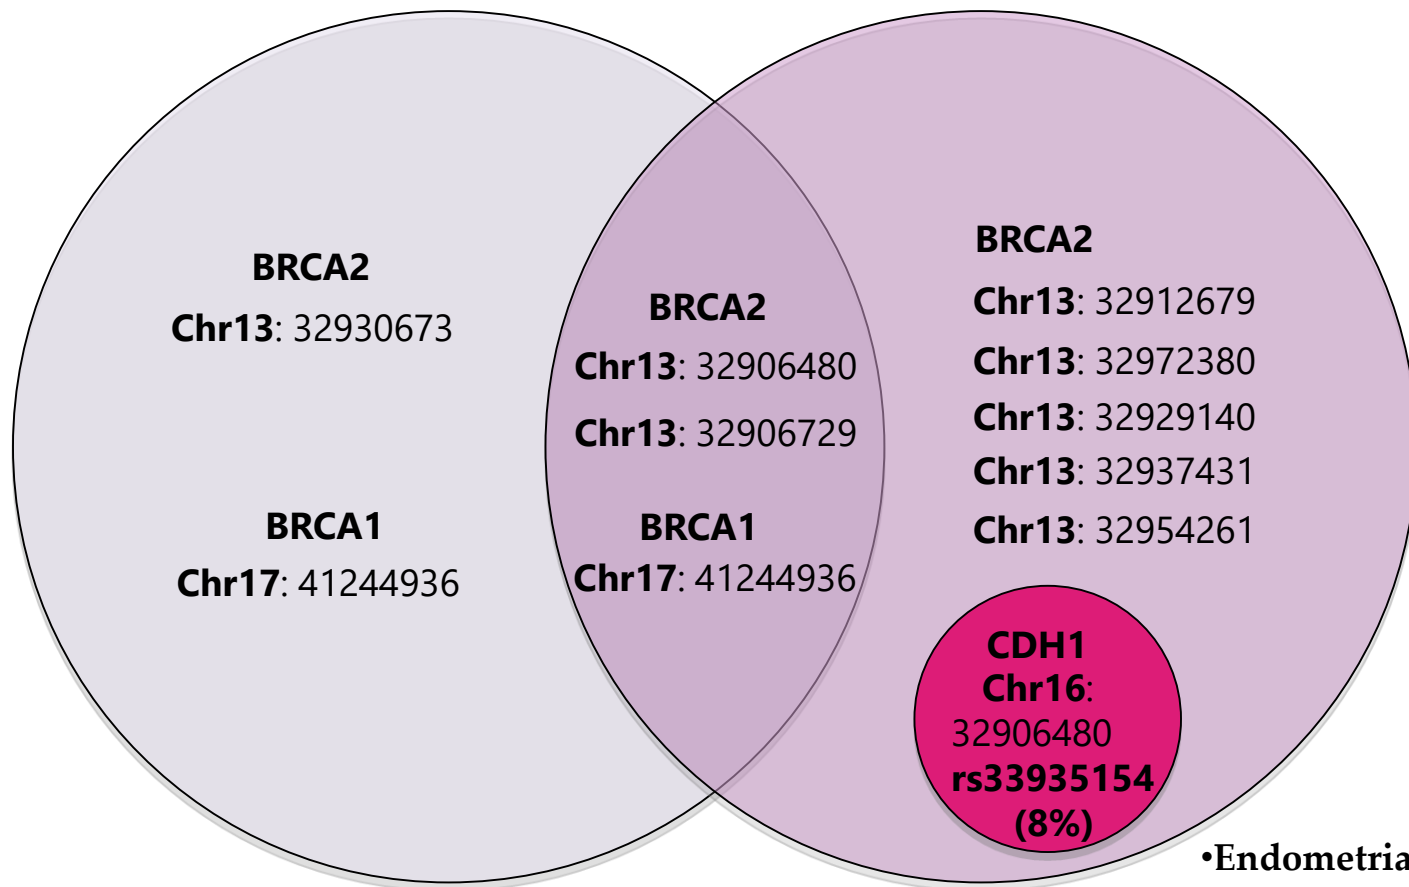 BRCA2
Chr13: 32930673
BRCA1
Chr17: 41244936
BRCA2
Chr13: 32906480
Chr13: 32906729
BRCA1
Chr17: 41244936
BRCA2
Chr13: 32912679
Chr13: 32972380
Chr13: 32929140
Chr13: 32937431
Chr13: 32954261
CDH1
Chr16:
32906480
rs33935154
(8%)
•Endometria